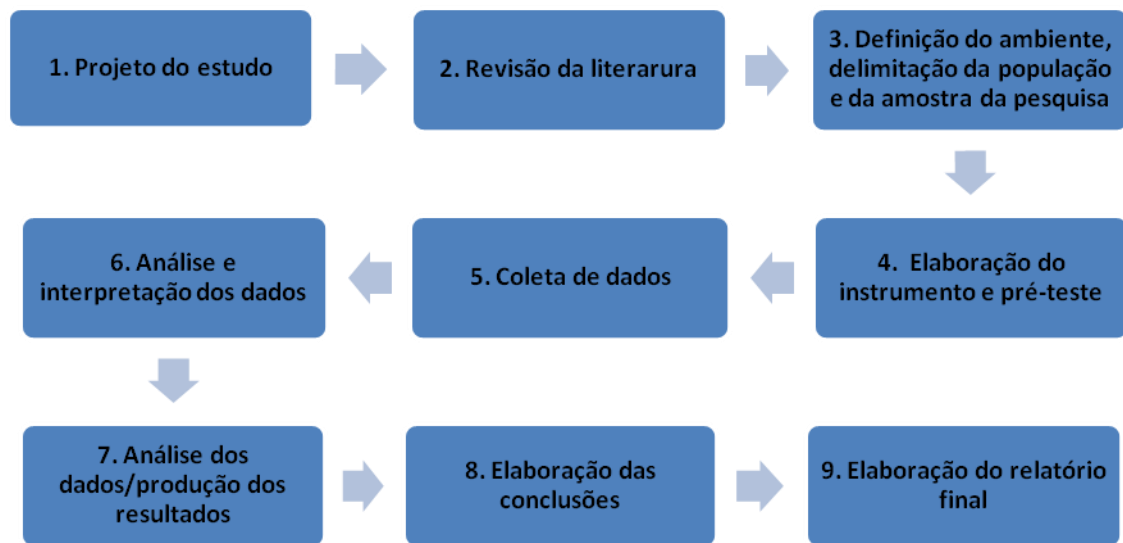 1. Projeto do estudo
2. Revisão da literarura
3. Definição do ambiente,
delimitação da população
e da amostra da pesquisa
4. Elaboração do
instrumento e pré-teste
5. Coleta de dados
6. Análise e
interpretação dos dados
7. Análise dos
dados/produção dos
resultados
8. Elaboração das
conclusões
9. Elaboração do relatório
final